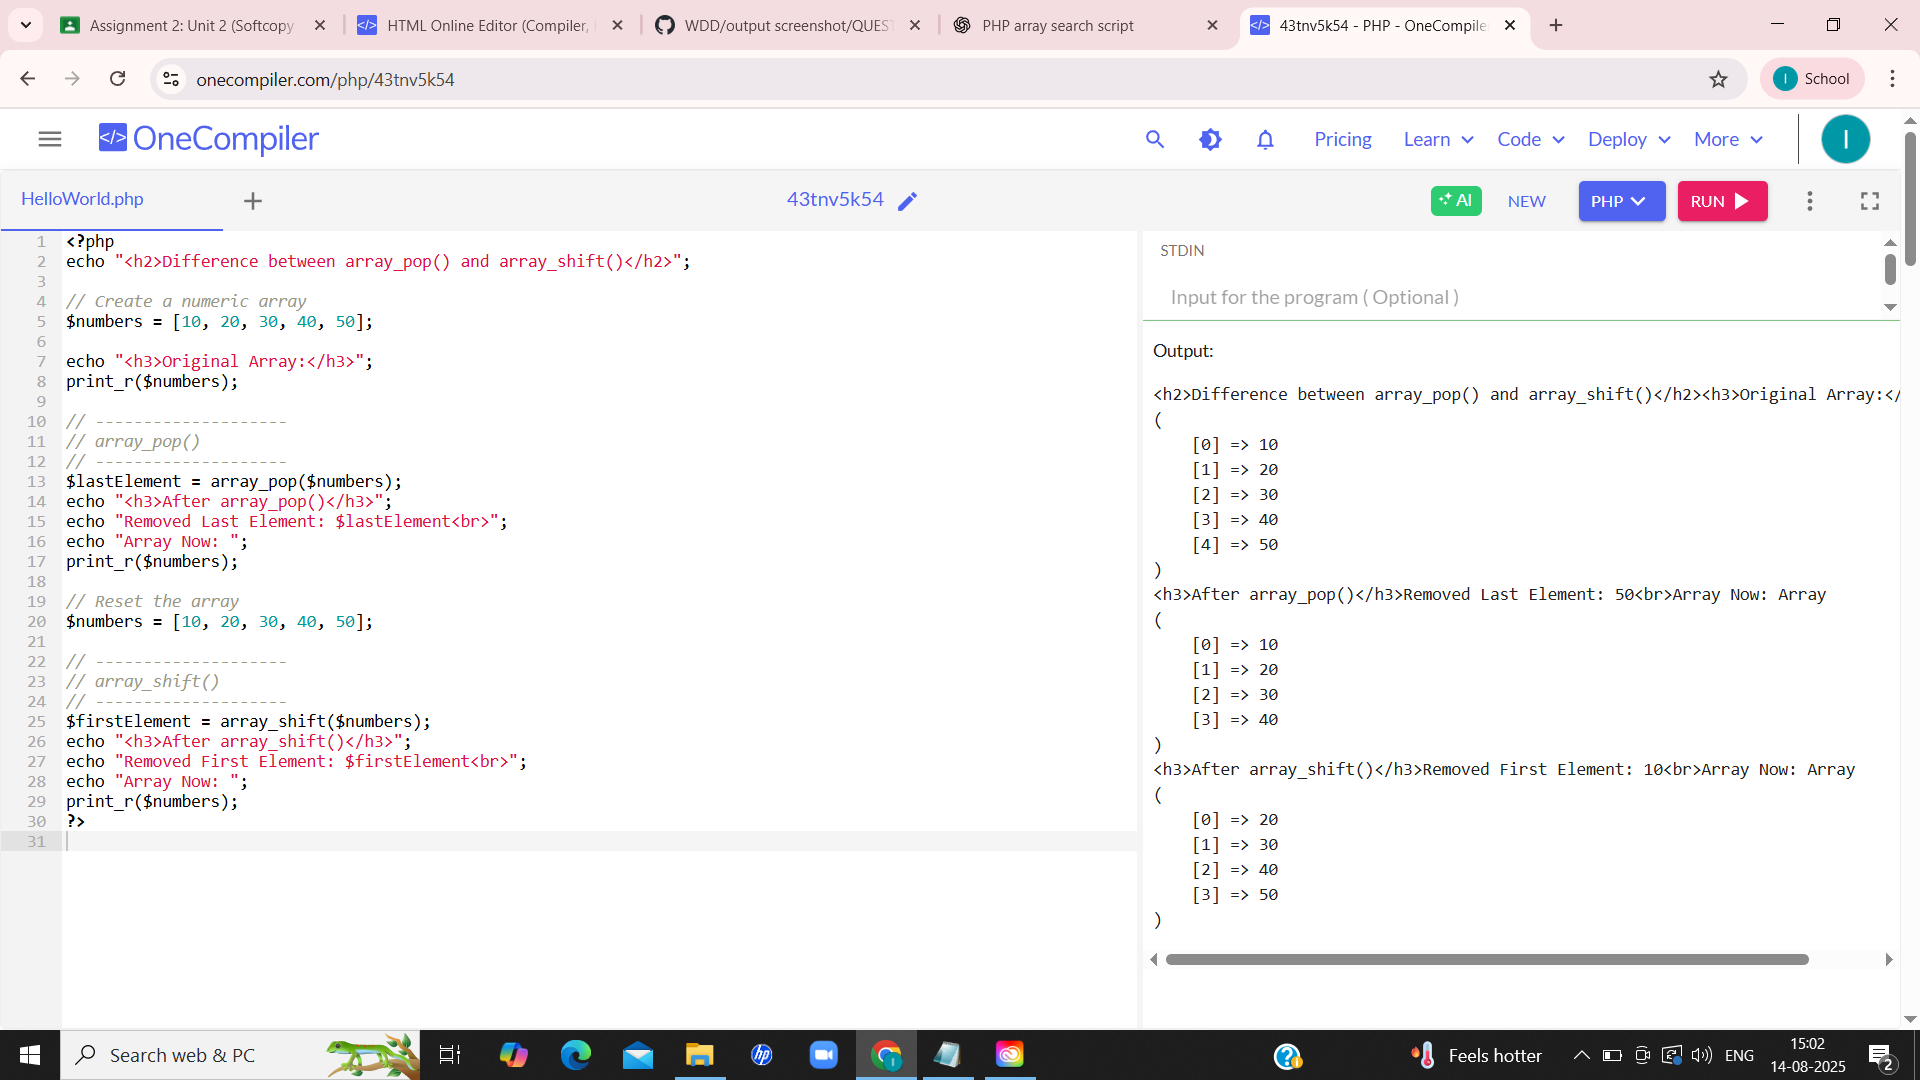 Assignment 2: Unit 2 (Softcopy
HTML Online Editor (Compiler,
WDD/output screenshot/QUEST
PHP array search script
43tnv5k54 - PHP - OneCompiler
onecompiler.com/php/43tnv5k54
I School
</> OneCompiler
Pricing Learn Code Deploy More
I
HelloWorld.php
43tnv5k54
AI NEW PHP RUN
1 <?php
2 echo "<h2>Difference between array_pop() and array_shift()</h2>";
3
4 // Create a numeric array
5 $numbers = [10, 20, 30, 40, 50];
6
7 echo "<h3>Original Array:</h3>";
8 print_r($numbers);
9
10 // --------------------
11 // array_pop()
12 // --------------------
13 $lastElement = array_pop($numbers);
14 echo "<h3>After array_pop()</h3>";
15 echo "Removed Last Element: $lastElement<br>";
16 echo "Array Now: ";
17 print_r($numbers);
18
19 // Reset the array
20 $numbers = [10, 20, 30, 40, 50];
21
22 // --------------------
23 // array_shift()
24 // --------------------
25 $firstElement = array_shift($numbers);
26 echo "<h3>After array_shift()</h3>";
27 echo "Removed First Element: $firstElement<br>";
28 echo "Array Now: ";
29 print_r($numbers);
30 ?>
31
STDIN
Input for the program ( Optional )
Output:
<h2>Difference between array_pop() and array_shift()</h2><h3>Original Array:</
(
[0] => 10
[1] => 20
[2] => 30
[3] => 40
[4] => 50
)
<h3>After array_pop()</h3>Removed Last Element: 50<br>Array Now: Array
(
[0] => 10
[1] => 20
[2] => 30
[3] => 40
)
<h3>After array_shift()</h3>Removed First Element: 10<br>Array Now: Array
(
[0] => 20
[1] => 30
[2] => 40
[3] => 50
)
Search web & PC
hp
Feels hotter
ENG
15:02
14-08-2025
2